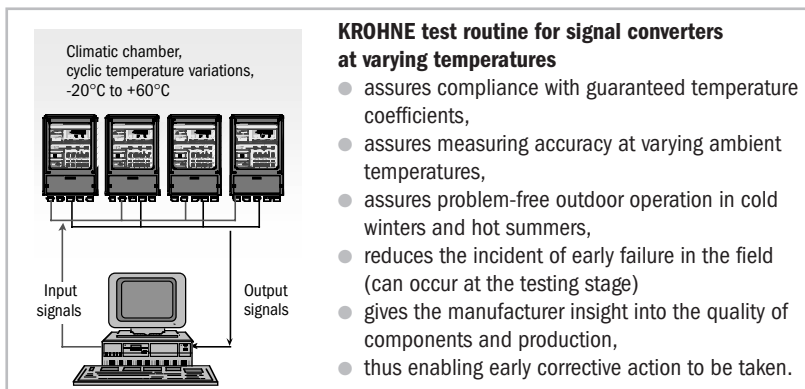 Climatic chamber,
cyclic temperature variations,
-20°C to +60°C
Input
signals
Output
signals
KROHNE test routine for signal converters
at varying temperatures
● assures compliance with guaranteed temperature
coefficients,
● assures measuring accuracy at varying ambient
temperatures,
● assures problem-free outdoor operation in cold
winters and hot summers,
● reduces the incident of early failure in the field
(can occur at the testing stage)
● gives the manufacturer insight into the quality of
components and production,
● thus enabling early corrective action to be taken.